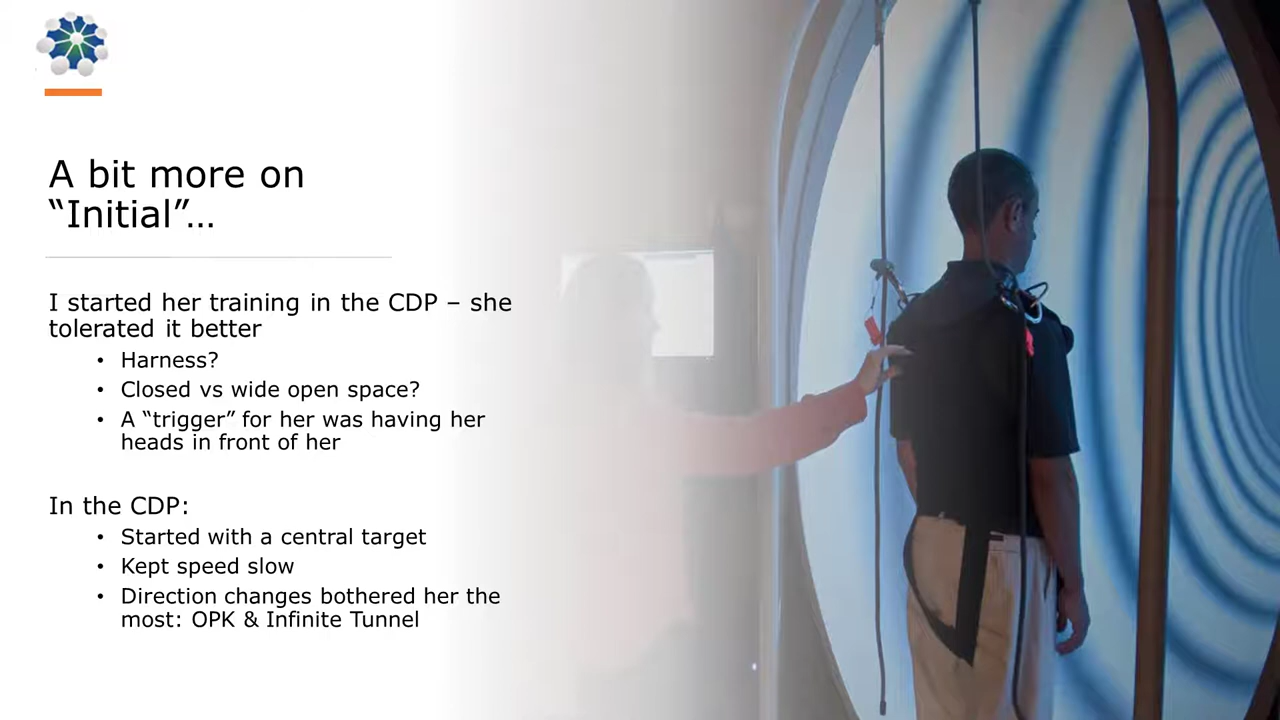 A bit more on
“Initial”...
I started her training in the CDP – she
tolerated it better
• Harness?
• Closed vs wide open space?
• A “trigger” for her was having her
heads in front of her
In the CDP:
• Started with a central target
• Kept speed slow
• Direction changes bothered her the
most: OPK & Infinite Tunnel